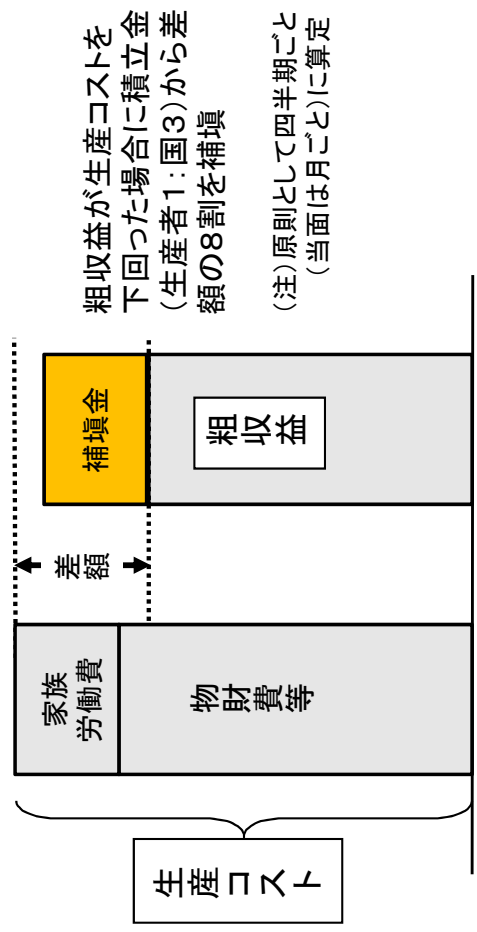 生産コスト
家族
労働費
物財費等
差額
補填金
粗収益
粗収益が生産コストを
下回った場合に積立金
(生産者1:国3)から差
額の8割を補填
(注)原則として四半期ごと
(当面は月ごと)に算定